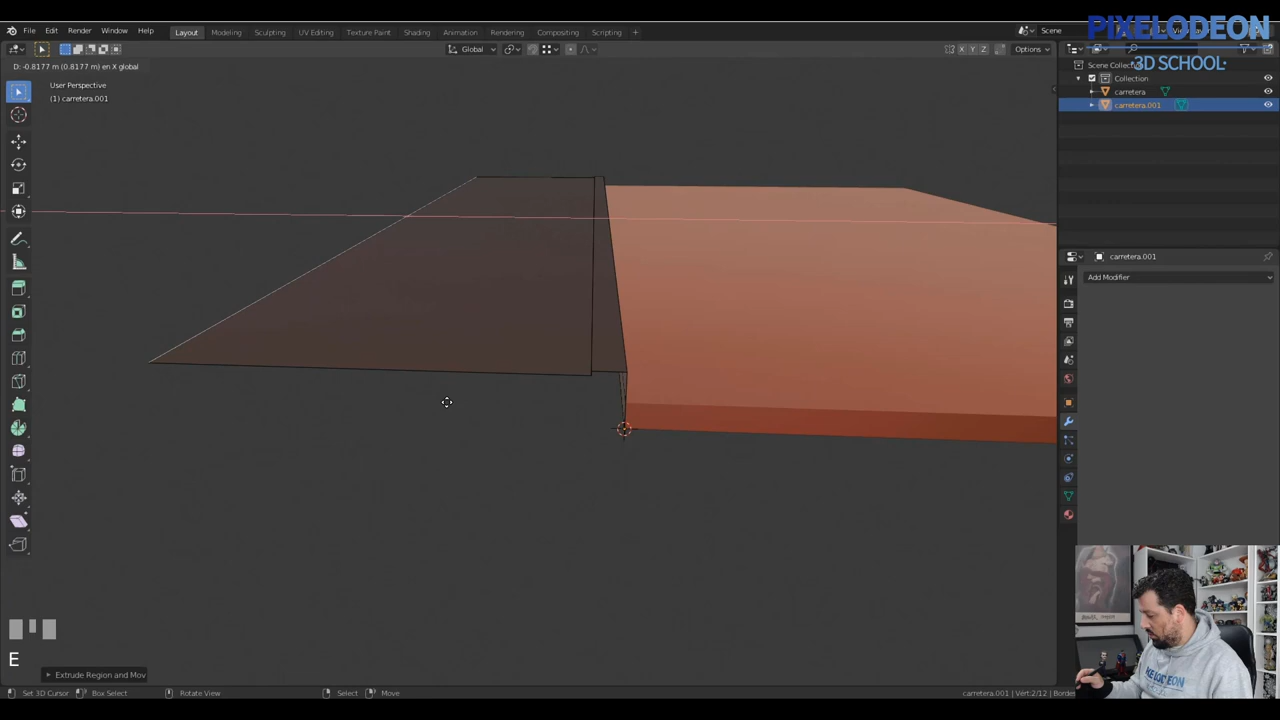 File Edit Render Window Help
Layout Modeling Sculpting UV Editing Texture Paint Shading Animation Rendering Compositing Scripting +
Scene
PIXELODEON
·3D SCHOOL·
Global
X Y Z
Options
D: -0.8177 m (0.8177 m) en X global
User Perspective
(1) carretera.001
Scene Collection
Collection
carretera
carretera.001
carretera.001
Add Modifier
E
Extrude Region and Mov
Set 3D Cursor
Box Select
Rotate View
Select
Move
carretera.001 | Vert:2/12 | Bord